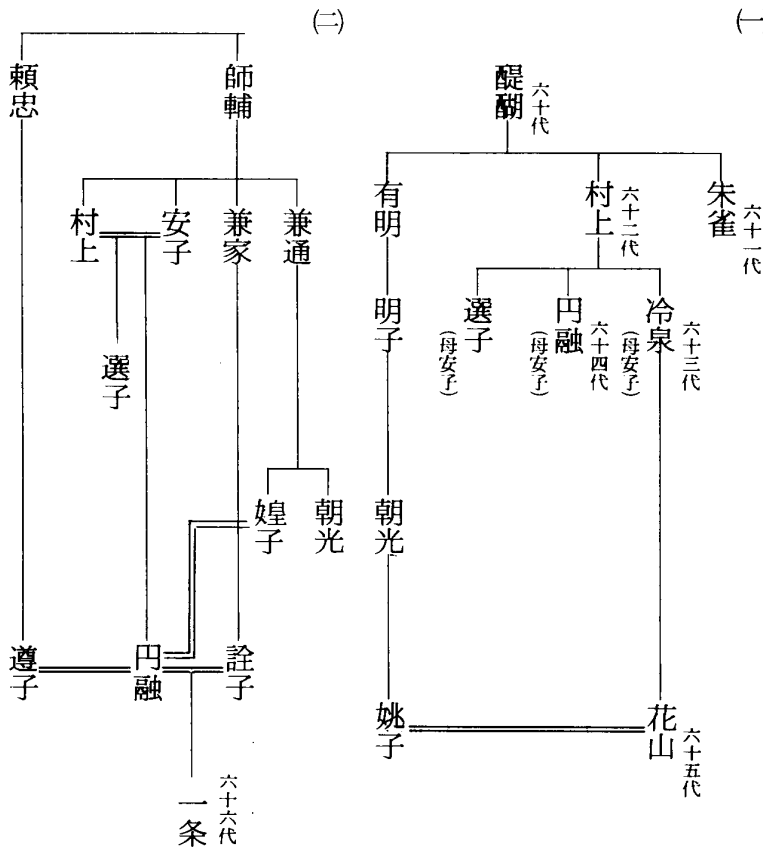 ㈠
六十代
醍醐
六十一代
朱雀
六十二代
村上
有明
六十三代
冷泉
(母安子)
六十四代
円融
(母安子)
選子
(母安子)
明子
朝光
六十五代
花山
姚子
㈡
師輔
頼忠
兼通
兼家
安子
村上
選子
朝光
媓子
詮子
円融
遵子
六十六代
一条